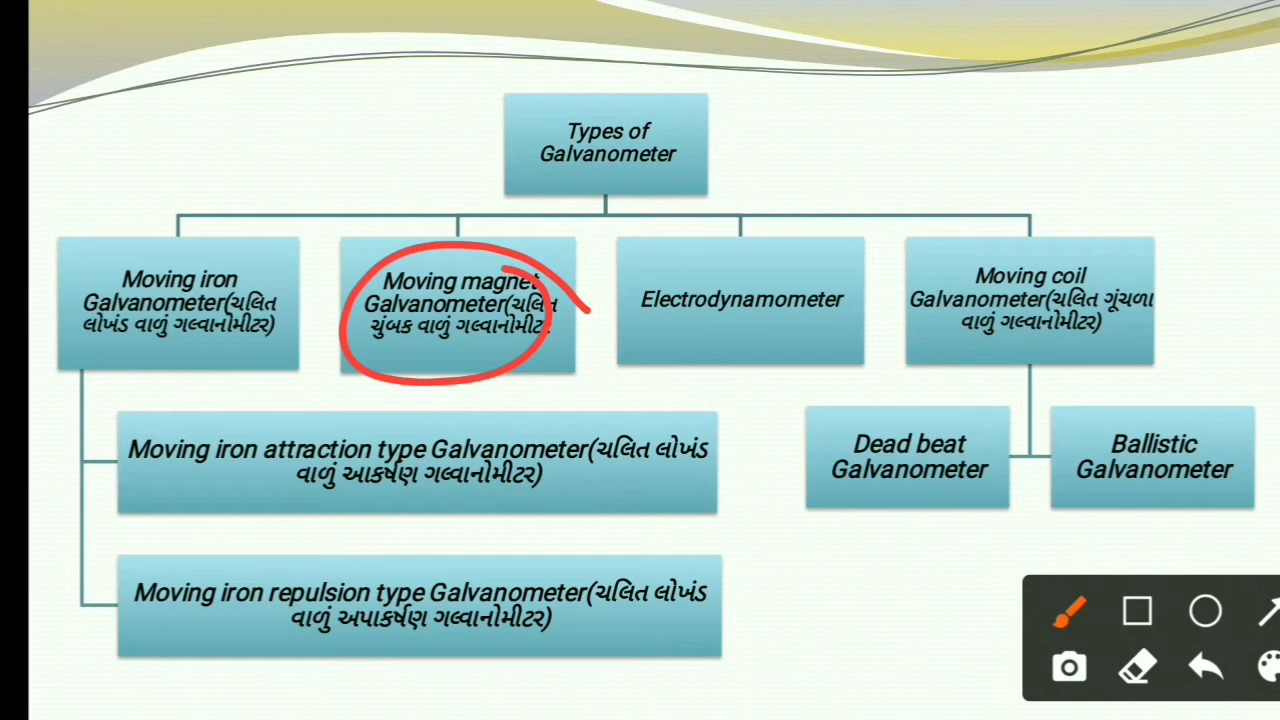 Types of
Galvanometer
Moving iron
Galvanometer(ચલિત
લોખંડ વાળું ગલ્વાનોમીટર)
Moving magnet
Galvanometer(ચલિત
ચુંબક વાળું ગલ્વાનોમીટર
Electrodynamometer
Moving coil
Galvanometer(ચલિત ગૂંચળા
વાળું ગલ્વાનોમીટર)
Moving iron attraction type Galvanometer(ચલિત લોખંડ
વાળું આકર્ષણ ગલ્વાનોમીટર)
Dead beat
Galvanometer
Ballistic
Galvanometer
Moving iron repulsion type Galvanometer(ચલિત લોખંડ
વાળું અપાકર્ષણ ગલ્વાનોમીટર)